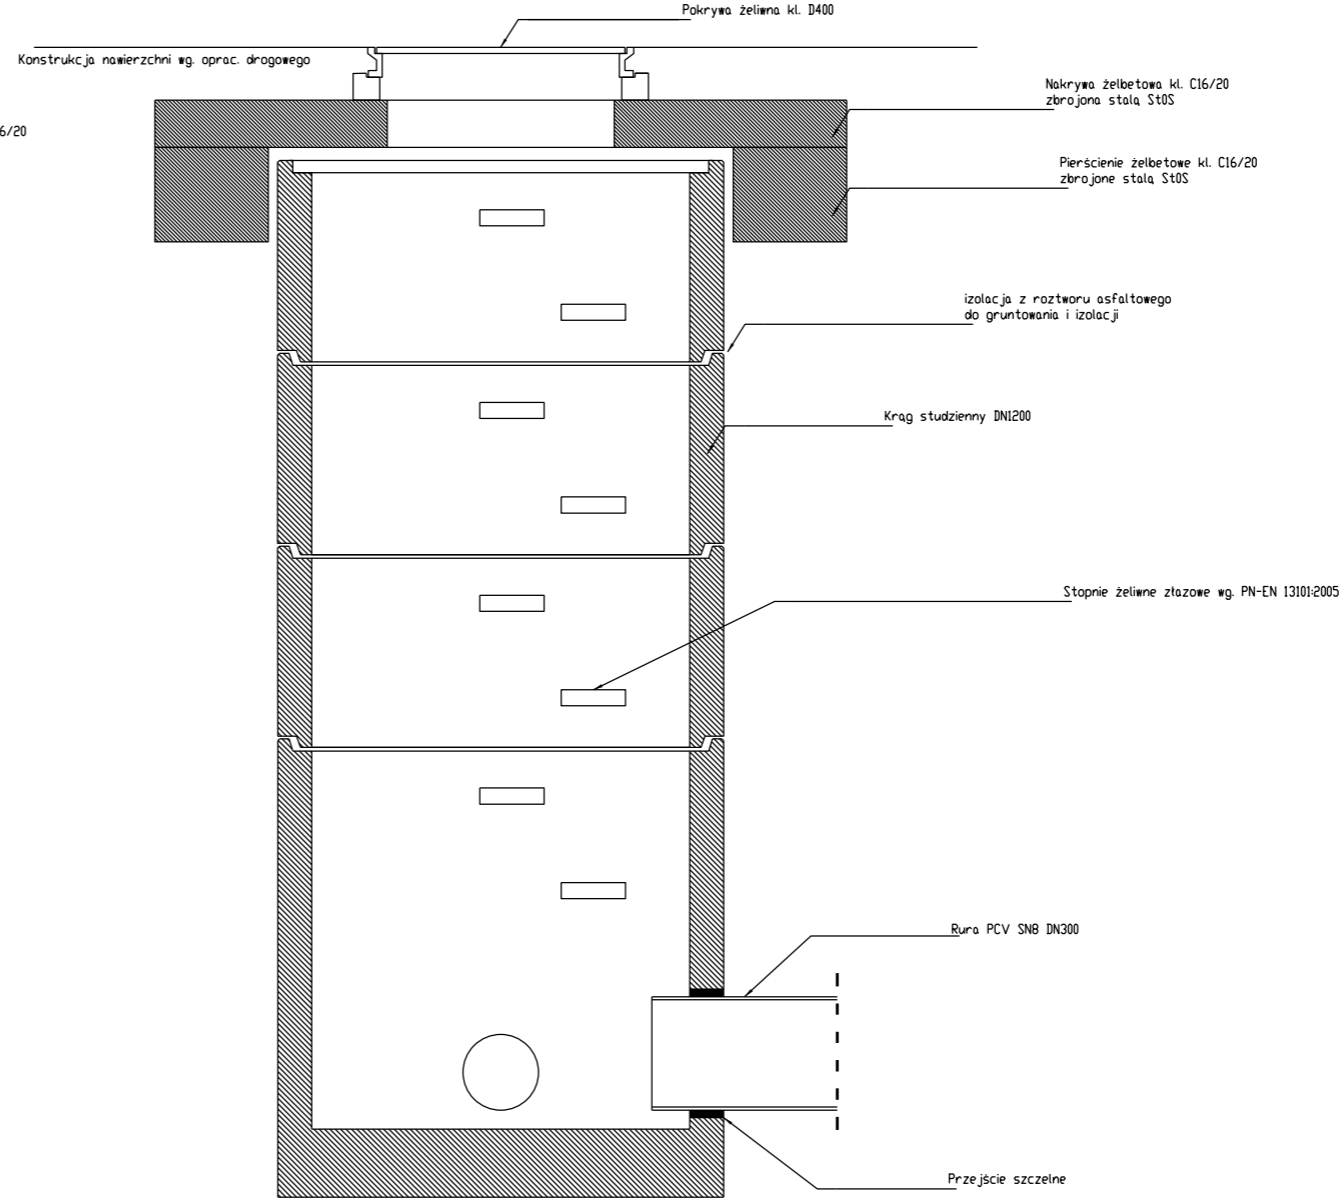 Pokrywa żeliwna kl. D400
Konstrukcja nawierzchni wg. oprac. drogowego
Nakrywa żelbetowa kl. C16/20
zbrojona stalą St0S
6/20
Pierścienie żelbetowe kl. C16/20
zbrojone stalą St0S
izolacja z roztworu asfaltowego
do gruntowania i izolacji
Krąg studzienny DN1200
Stopnie żeliwne złazowe wg. PN-EN 13101:2005
Rura PCV SN8 DN300
Przejście szczelne